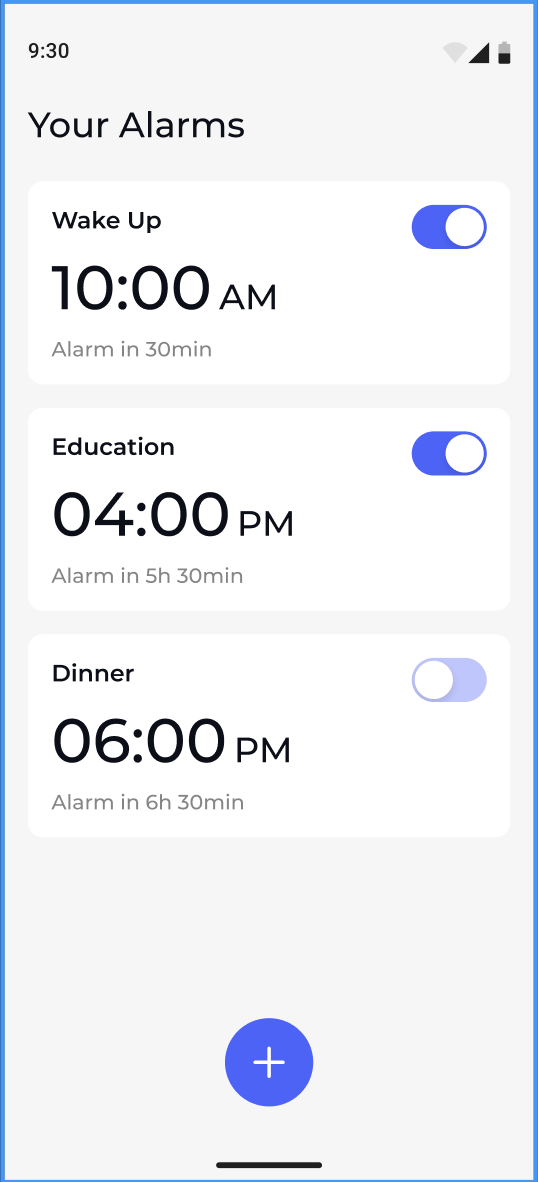 9:30
Your Alarms
Wake Up
10:00 AM
Alarm in 30min
Education
04:00 PM
Alarm in 5h 30min
Dinner
06:00 PM
Alarm in 6h 30min